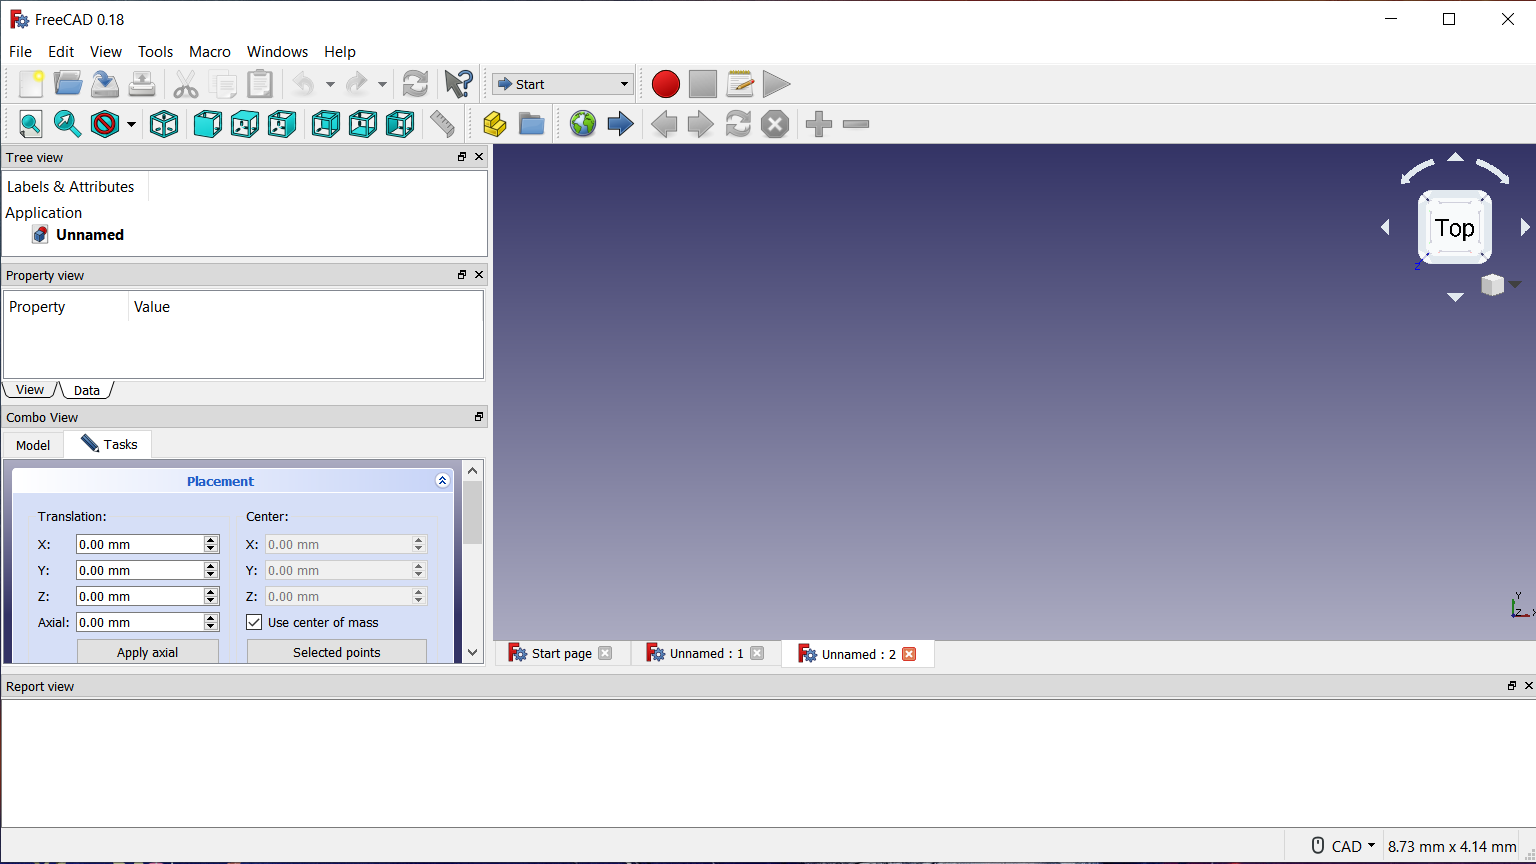 FreeCAD 0.18
File Edit View Tools Macro Windows Help
Start
Tree view
Labels & Attributes
Application
Unnamed
Property view
Property Value
View Data
Combo View
Model Tasks
Placement
Translation: Center:
X: 0.00 mm X: 0.00 mm
Y: 0.00 mm Y: 0.00 mm
Z: 0.00 mm Z: 0.00 mm
Axial: 0.00 mm Use center of mass
Apply axial Selected points
Top
Z
Y
Z X
Start page Unnamed : 1 Unnamed : 2
Report view
CAD 8.73 mm x 4.14 mm